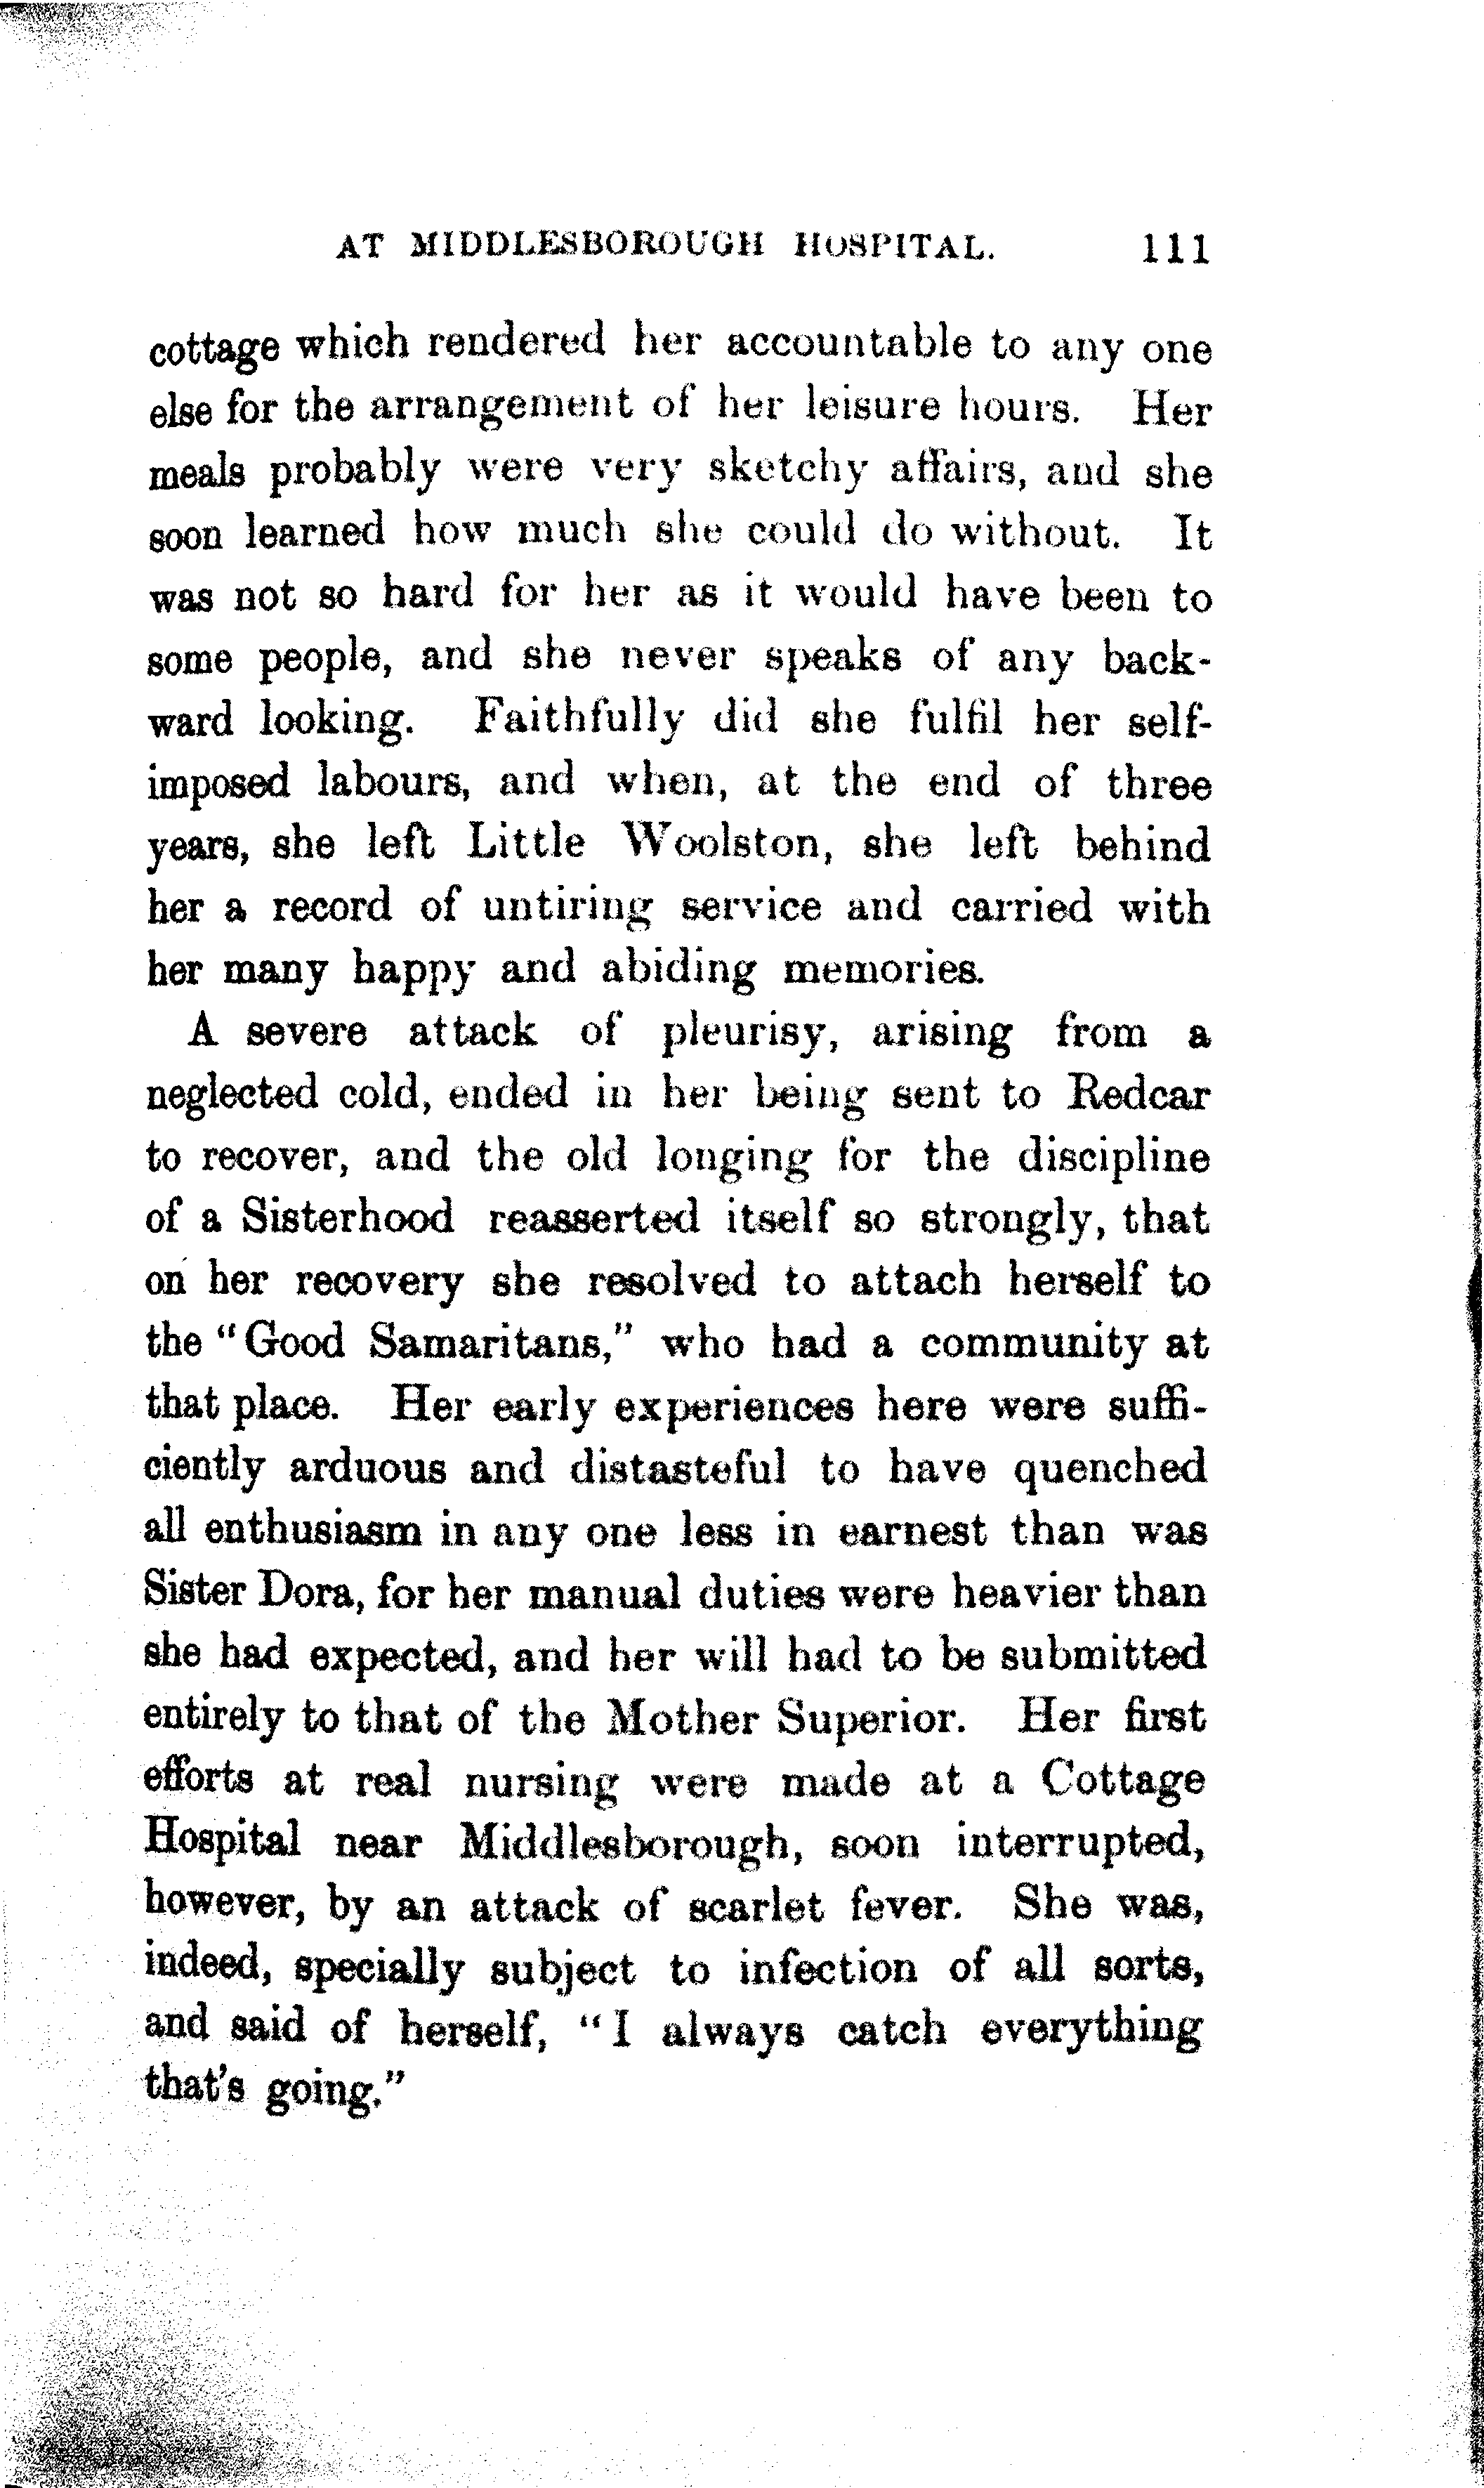 AT MIDDLESBOROUGH HOSPITAL. 111
cottage which rendered her accountable to any one
else for the arrangement of her leisure hours. Her
meals probably were very sketchy affairs, and she
soon learned how much she could do without. It
was not so hard for her as it would have been to
some people, and she never speaks of any back-
ward looking. Faithfully did she fulfil her self-
imposed labours, and when, at the end of three
years, she left Little Woolston, she left behind
her a record of untiring service and carried with
her many happy and abiding memories.
A severe attack of pleurisy, arising from a
neglected cold, ended in her being sent to Redcar
to recover, and the old longing for the discipline
of a Sisterhood reasserted itself so strongly, that
on her recovery she resolved to attach herself to
the "Good Samaritans," who had a community at
that place. Her early experiences here were suffi-
ciently arduous and distasteful to have quenched
all enthusiasm in any one less in earnest than was
Sister Dora, for her manual duties were heavier than
she had expected, and her will had to be submitted
entirely to that of the Mother Superior. Her first
efforts at real nursing were made at a Cottage
Hospital near Middlesborough, soon interrupted,
however, by an attack of scarlet fever. She was,
indeed, specially subject to infection of all sorts,
and said of herself, "I always catch everything
that's going."